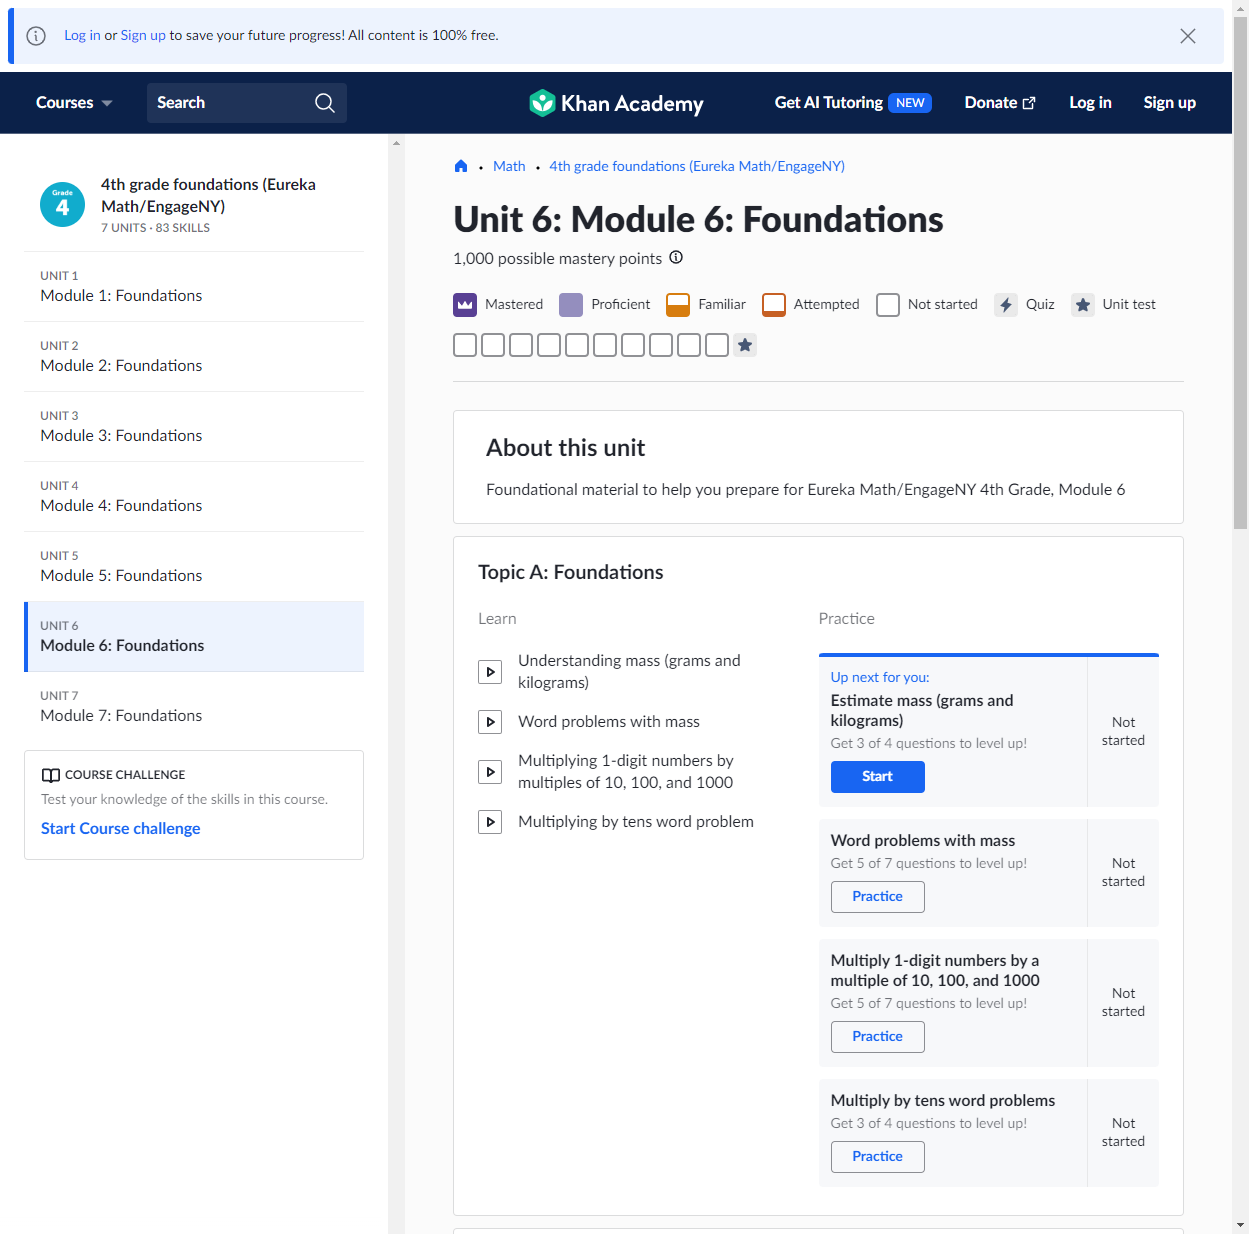 Log in or Sign up to save your future progress! All content is 100% free.
Courses
Search
Khan Academy
Get AI Tutoring NEW
Donate
Log in
Sign up
Grade
4
4th grade foundations (Eureka
Math/EngageNY)
7 UNITS · 83 SKILLS
UNIT 1
Module 1: Foundations
UNIT 2
Module 2: Foundations
UNIT 3
Module 3: Foundations
UNIT 4
Module 4: Foundations
UNIT 5
Module 5: Foundations
UNIT 6
Module 6: Foundations
UNIT 7
Module 7: Foundations
COURSE CHALLENGE
Test your knowledge of the skills in this course.
Start Course challenge
Math • 4th grade foundations (Eureka Math/EngageNY)
Unit 6: Module 6: Foundations
1,000 possible mastery points
Mastered
Proficient
Familiar
Attempted
Not started
Quiz
Unit test
About this unit
Foundational material to help you prepare for Eureka Math/EngageNY 4th Grade, Module 6
Topic A: Foundations
Learn
Understanding mass (grams and
kilograms)
Word problems with mass
Multiplying 1-digit numbers by
multiples of 10, 100, and 1000
Multiplying by tens word problem
Practice
Up next for you:
Estimate mass (grams and
kilograms)
Get 3 of 4 questions to level up!
Start
Not
started
Word problems with mass
Get 5 of 7 questions to level up!
Practice
Not
started
Multiply 1-digit numbers by a
multiple of 10, 100, and 1000
Get 5 of 7 questions to level up!
Practice
Not
started
Multiply by tens word problems
Get 3 of 4 questions to level up!
Practice
Not
started